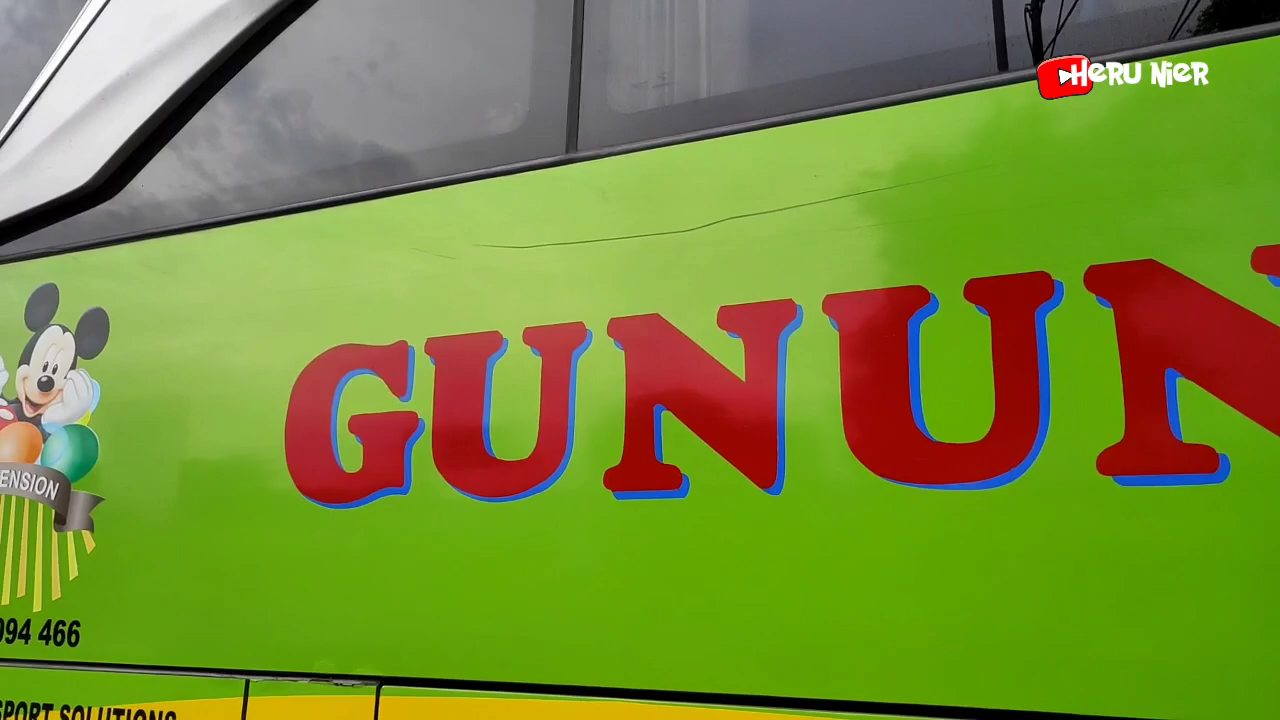 HERU NIER
GUNUN
ENSION
094 466
SPORT SOLUTIONS